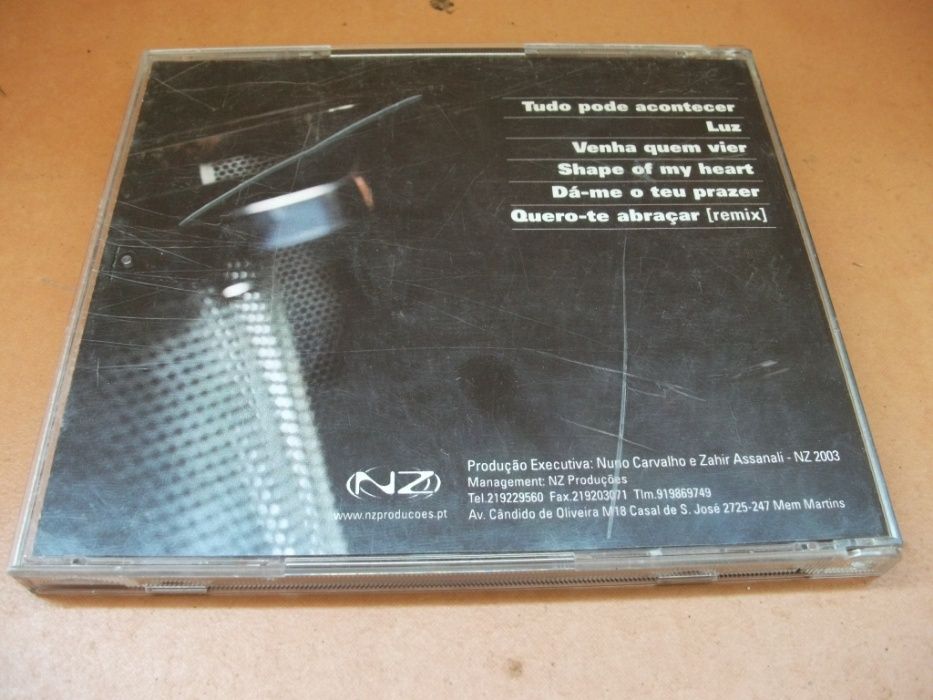 Tudo pode acontecer
Luz
Venha quem vier
Shape of my heart
Dá-me o teu prazer
Quero-te abraçar [remix]
NZ
www.nzproducoes.pt
Produção Executiva: Nuno Carvalho e Zahir Assanali - NZ 2003
Management: NZ Produções
Tel.219229560 Fax.219203071 Tlm.919869749
Av. Cândido de Oliveira M18 Casal de S. José 2725-247 Mem Martins